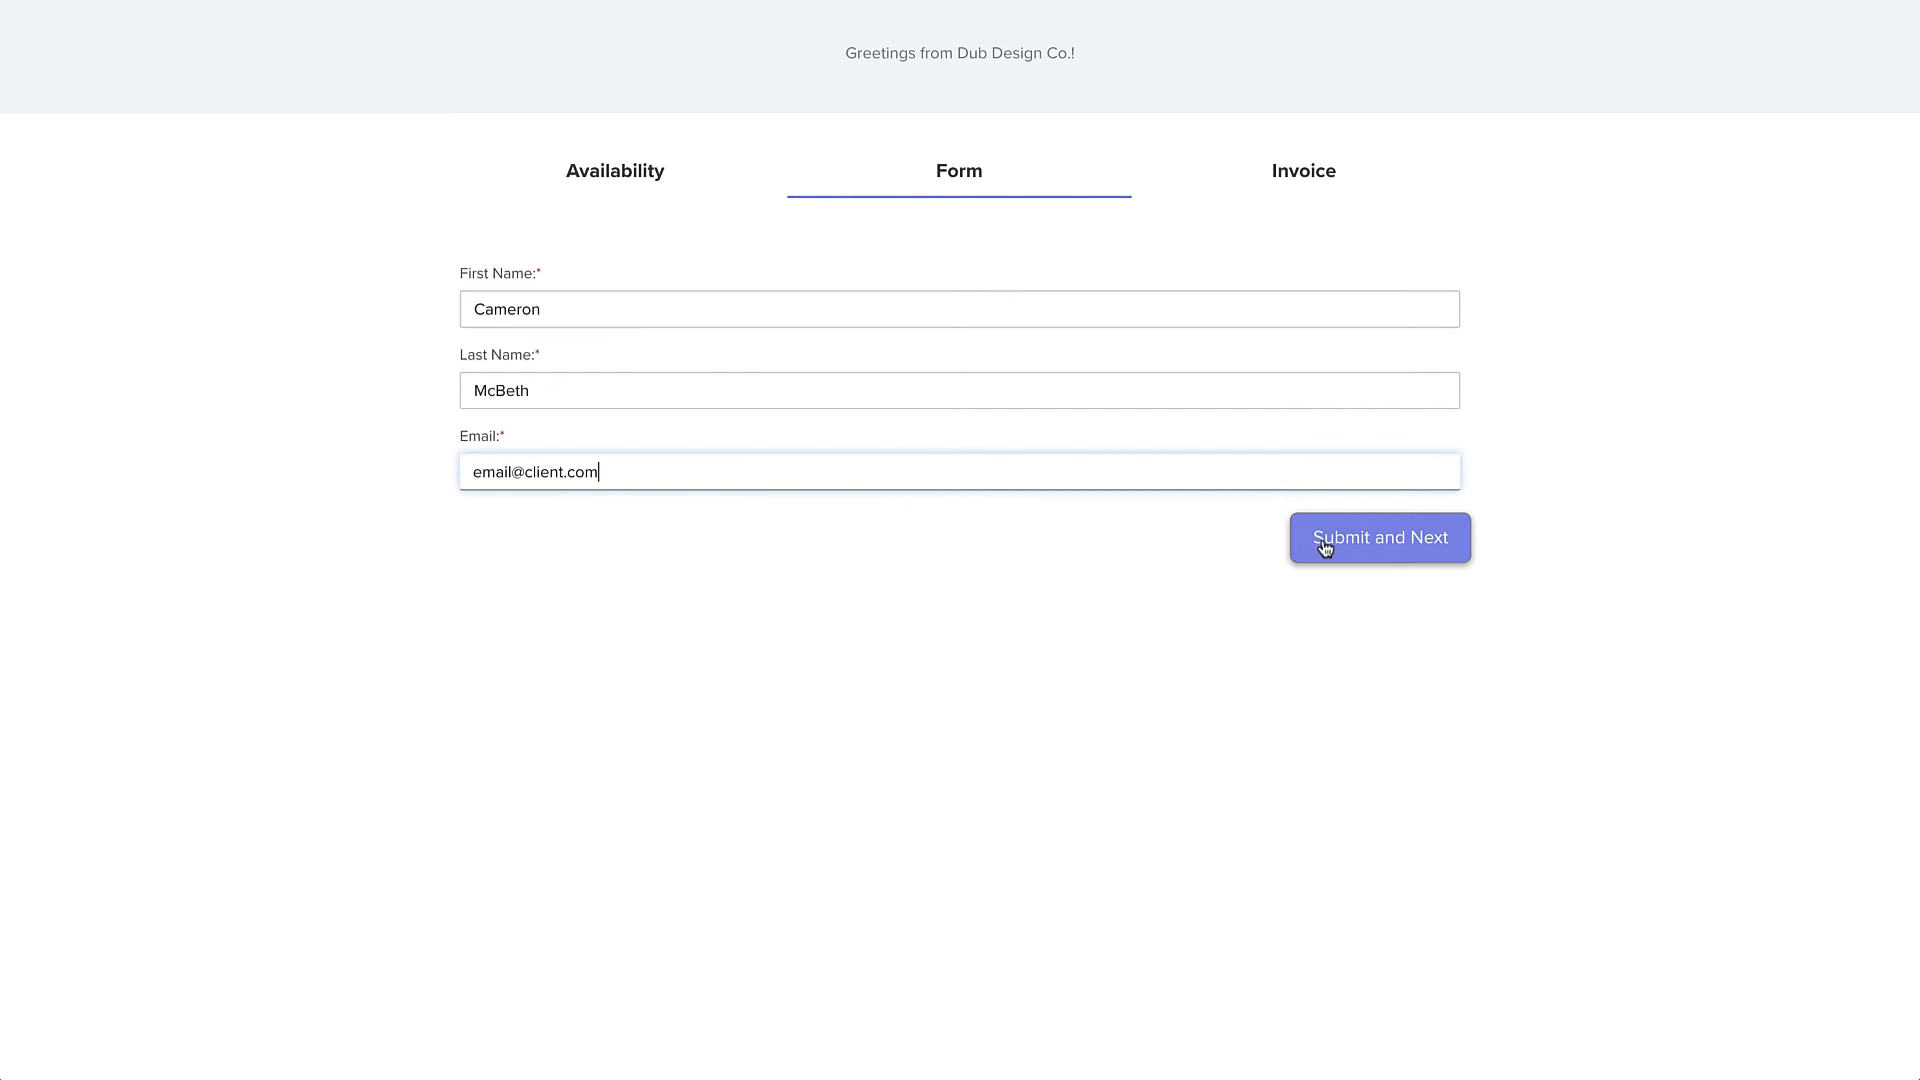 Greetings from Dub Design Co.!
Availability Form Invoice
First Name:*
Cameron
Last Name:*
McBeth
Email:*
email@client.com
Submit and Next